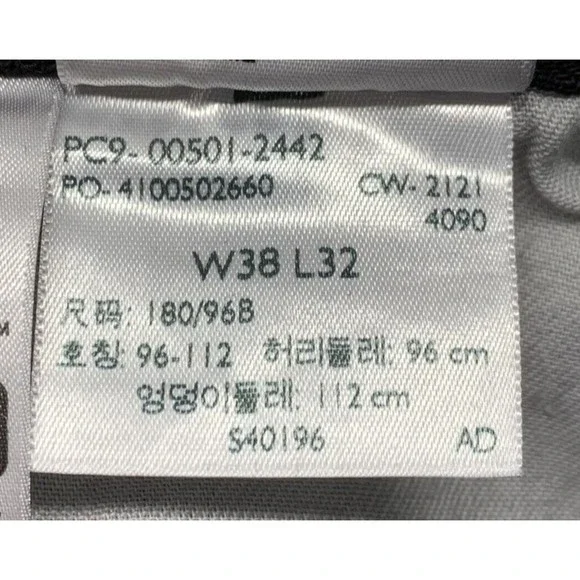 PC9-00501-2442
PO-4100502660 CW-2121
4090
W38 L32
尺码: 180/96B
호칭: 96-112 허리둘레: 96 cm
엉덩이둘레: 112 cm
S40196 AD